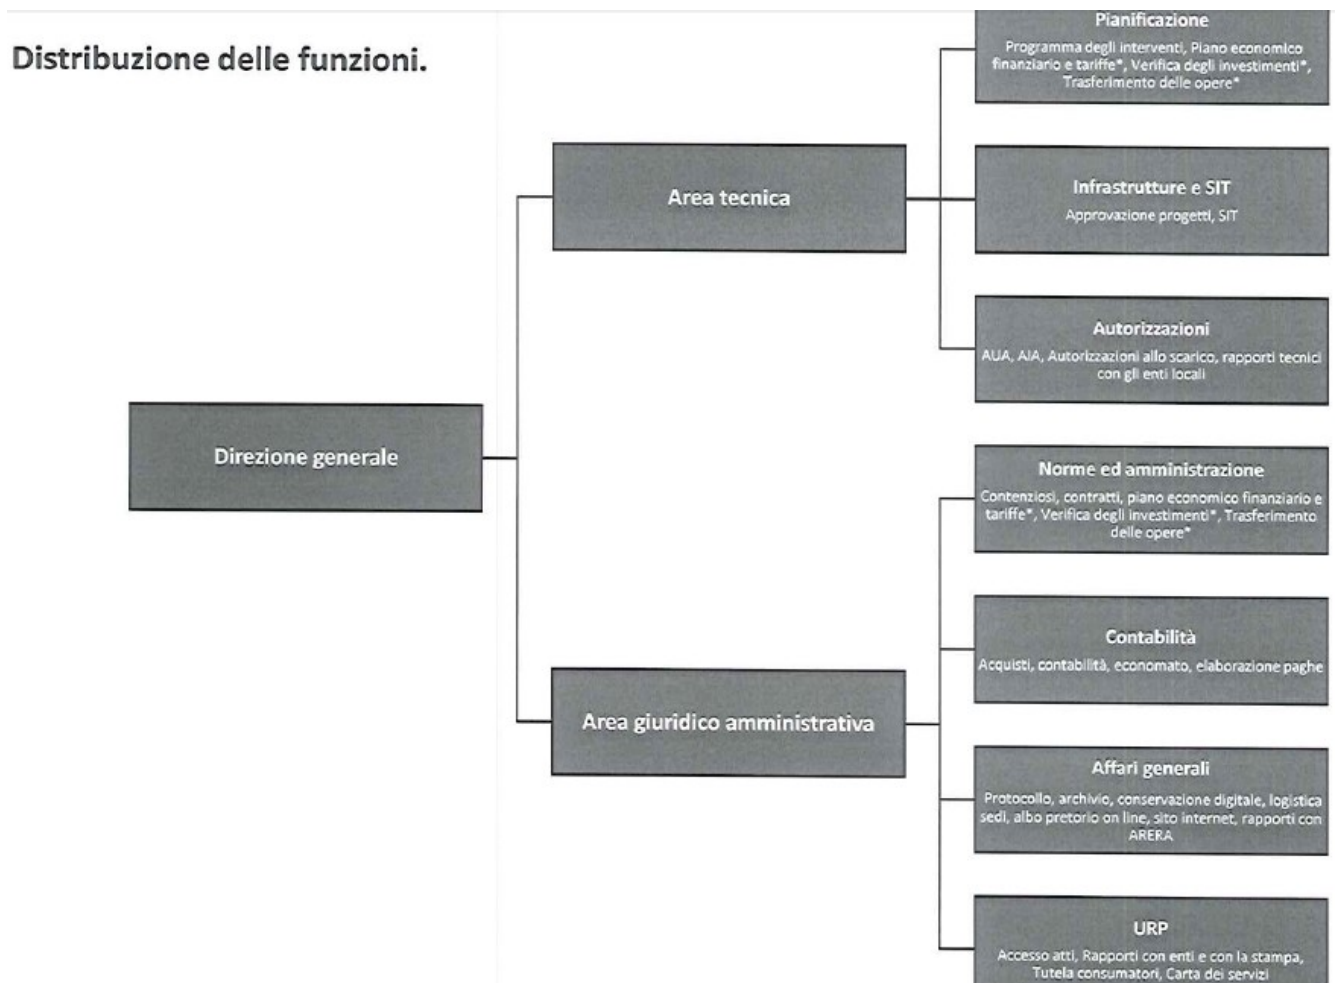 Distribuzione delle funzioni.
Pianificazione
Programma degli interventi, Piano economico
finanziario e tariffe*, Verifica degli investimenti*,
Trasferimento delle opere*
Area tecnica
Infrastrutture e SIT
Approvazione progetti, SIT
Autorizzazioni
AUA, AIA, Autorizzazioni allo scarico, rapporti tecnici
con gli enti locali
Direzione generale
Norme ed amministrazione
Contenziosi, contratti, piano economico finanziario e
tariffe*, Verifica degli investimenti*, Trasferimento
delle opere*
Contabilità
Acquisti, contabilità, economato, elaborazione paghe
Area giuridico amministrativa
Affari generali
Protocollo, archivio, conservazione digitale, logistica
sedi, albo pretorio on line, sito internet, rapporti con
ARERA
URP
Accesso atti, Rapporti con enti e con la stampa,
Tutela consumatori, Carta dei servizi